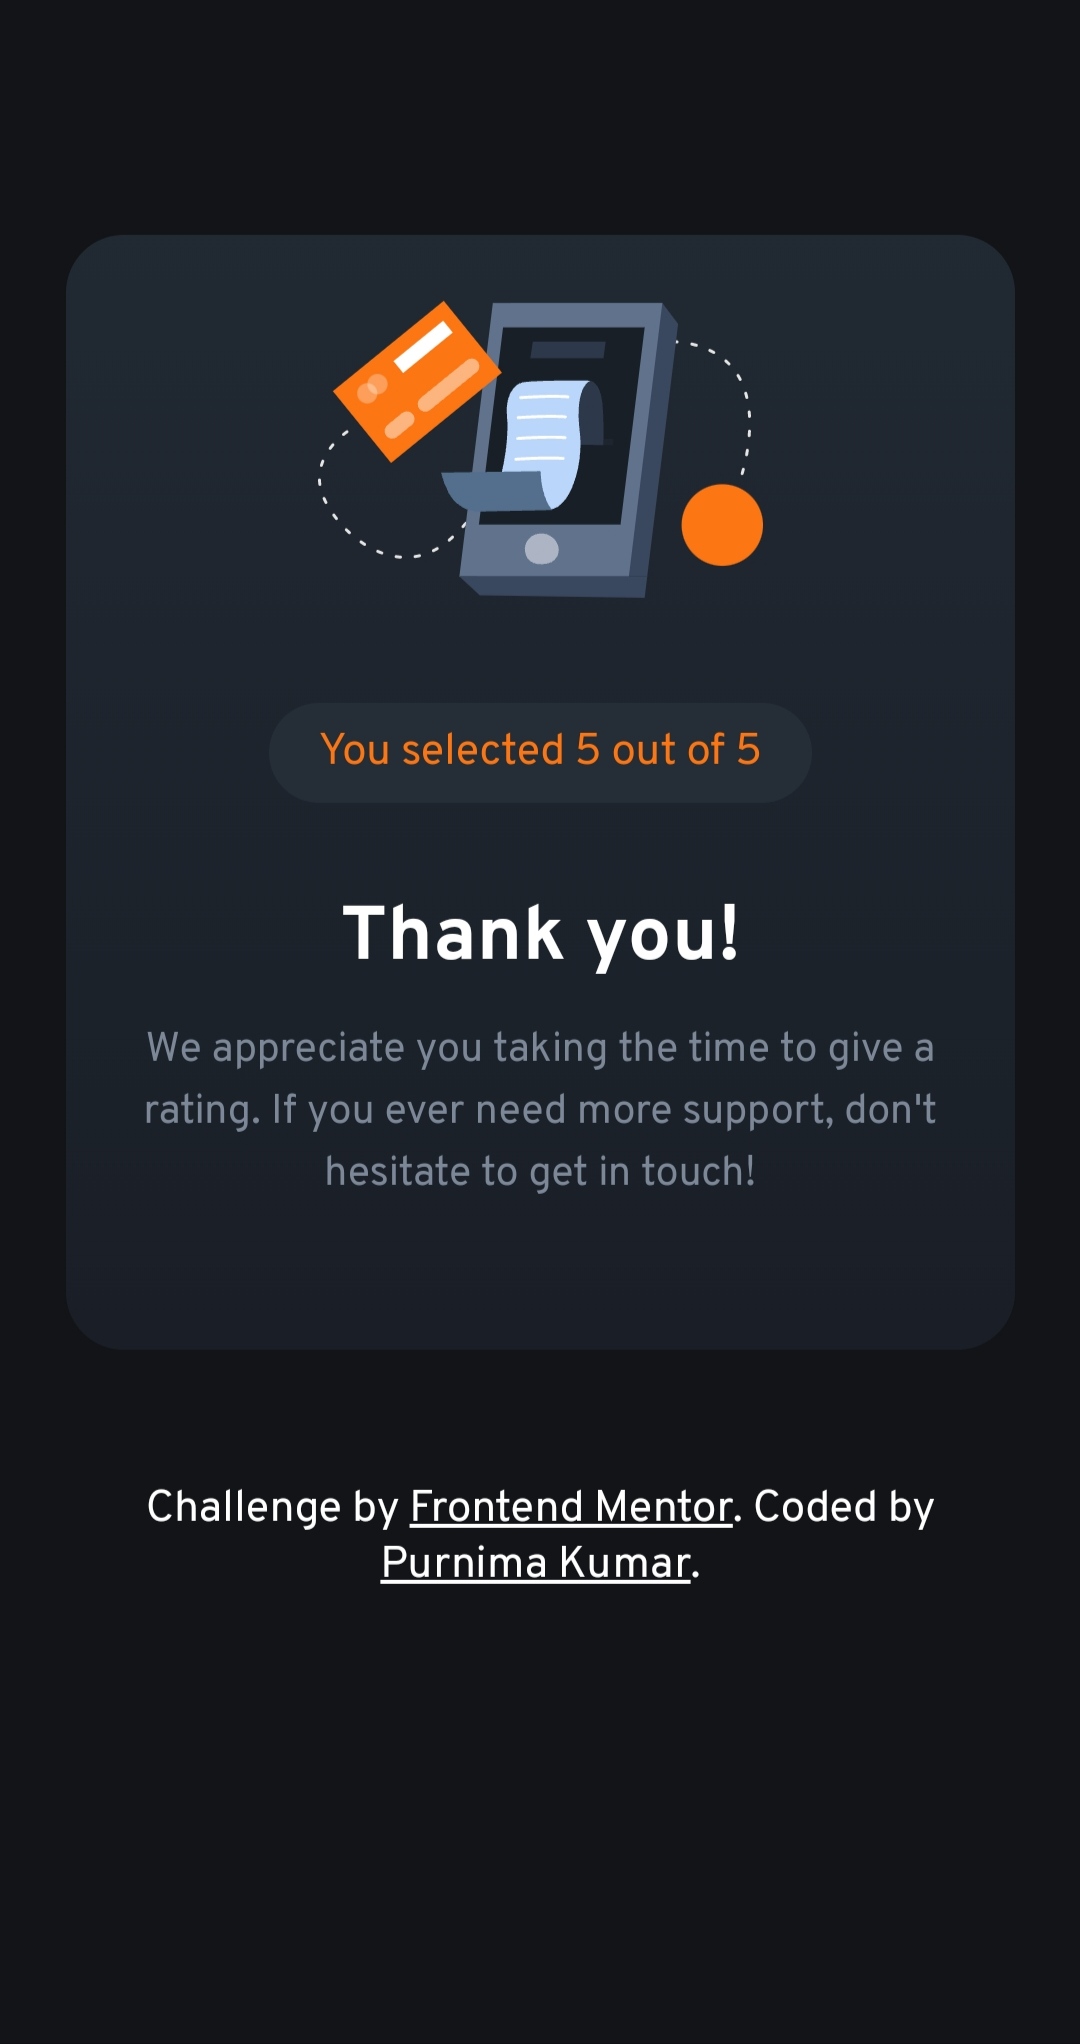 You selected 5 out of 5
Thank you!
We appreciate you taking the time to give a
rating. If you ever need more support, don't
hesitate to get in touch!
Challenge by Frontend Mentor. Coded by
Purnima Kumar.